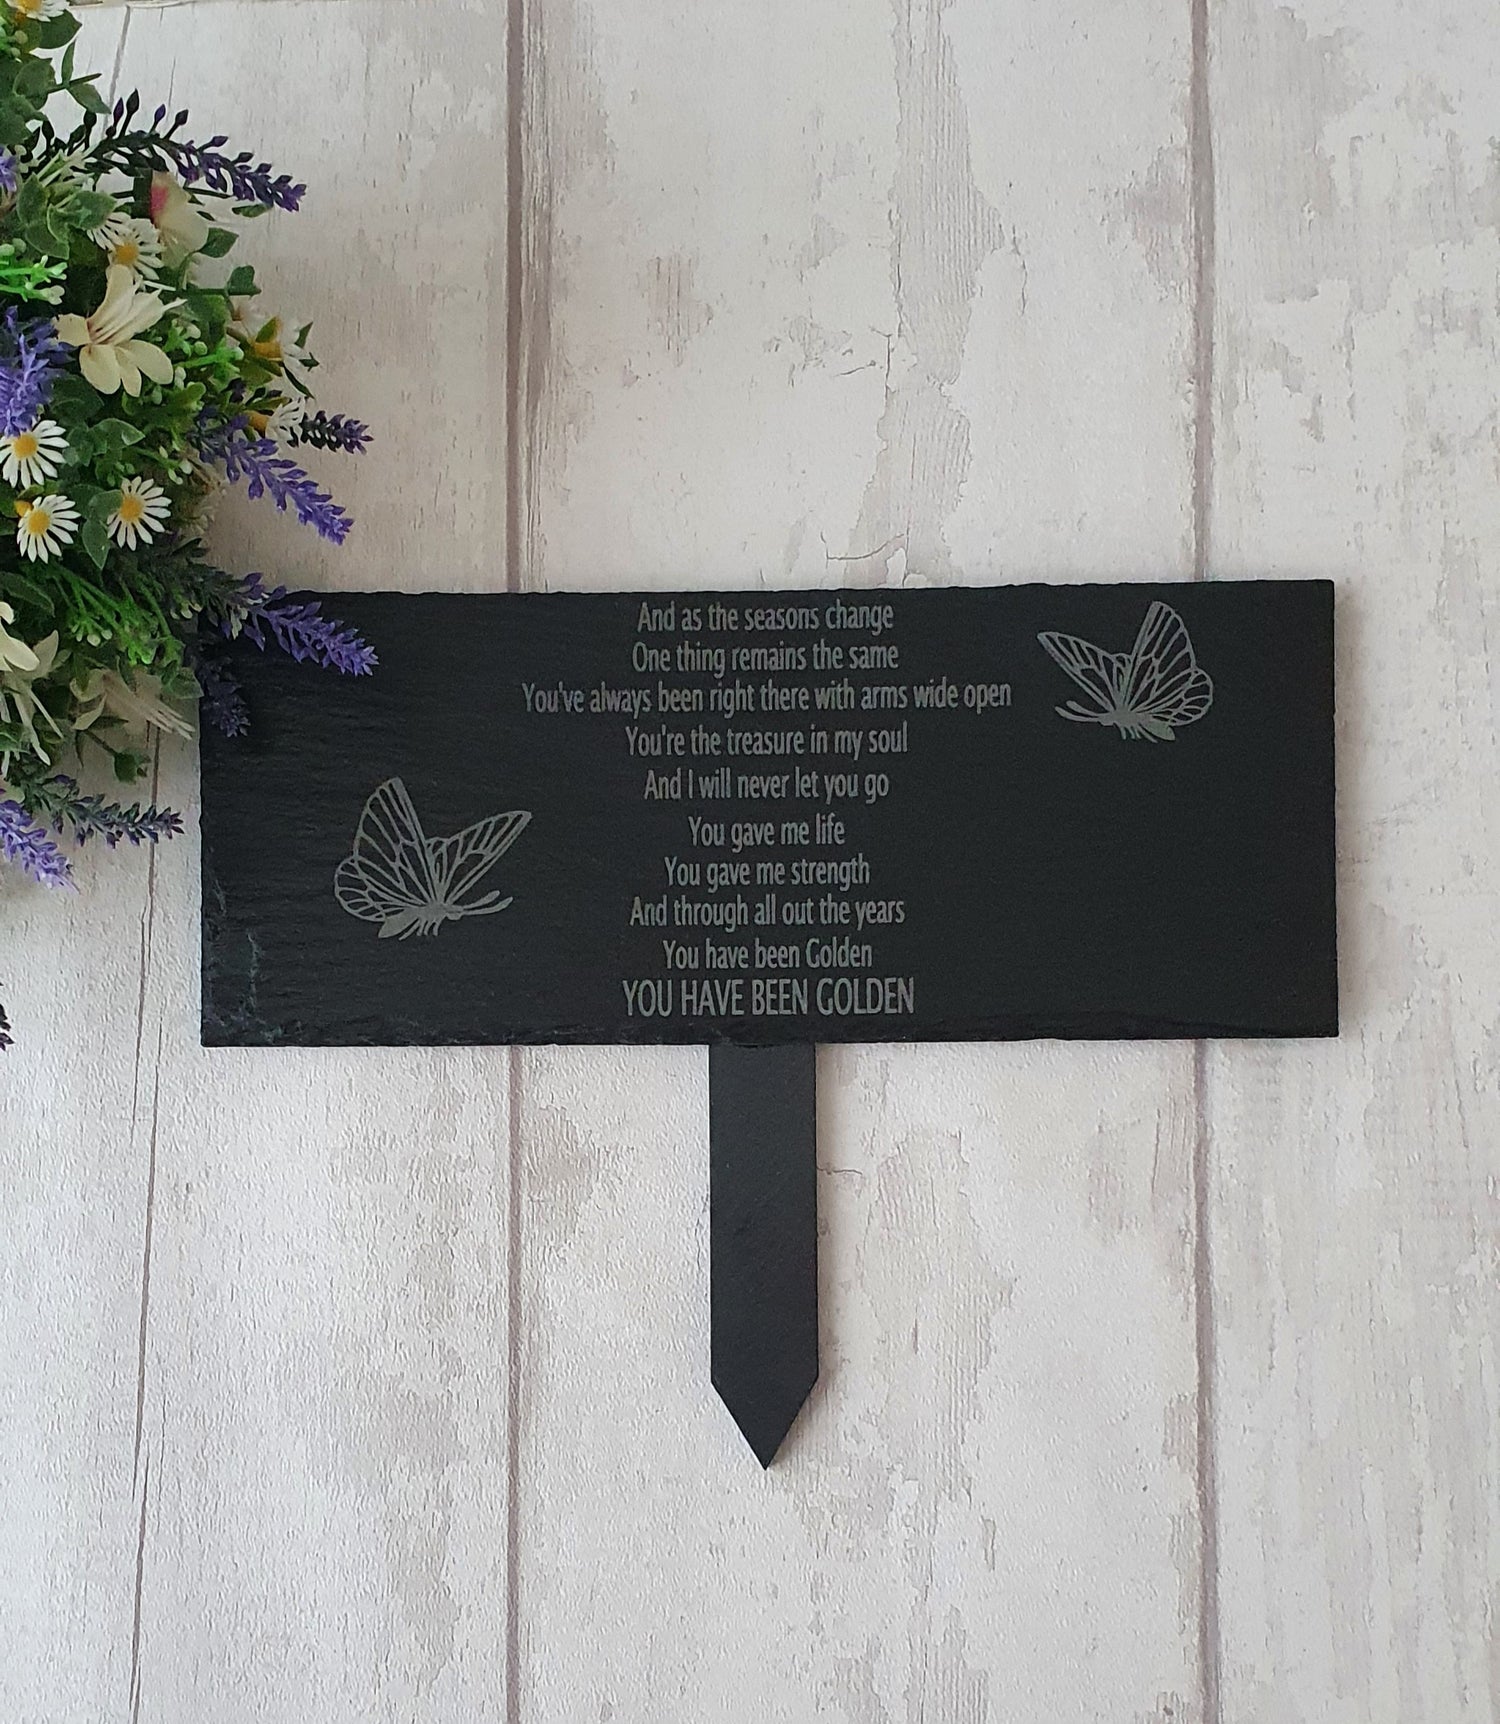 And as the seasons change
One thing remains the same
You've always been right there with arms wide open
You're the treasure in my soul
And I will never let you go
You gave me life
You gave me strength
And through all out the years
You have been Golden
YOU HAVE BEEN GOLDEN